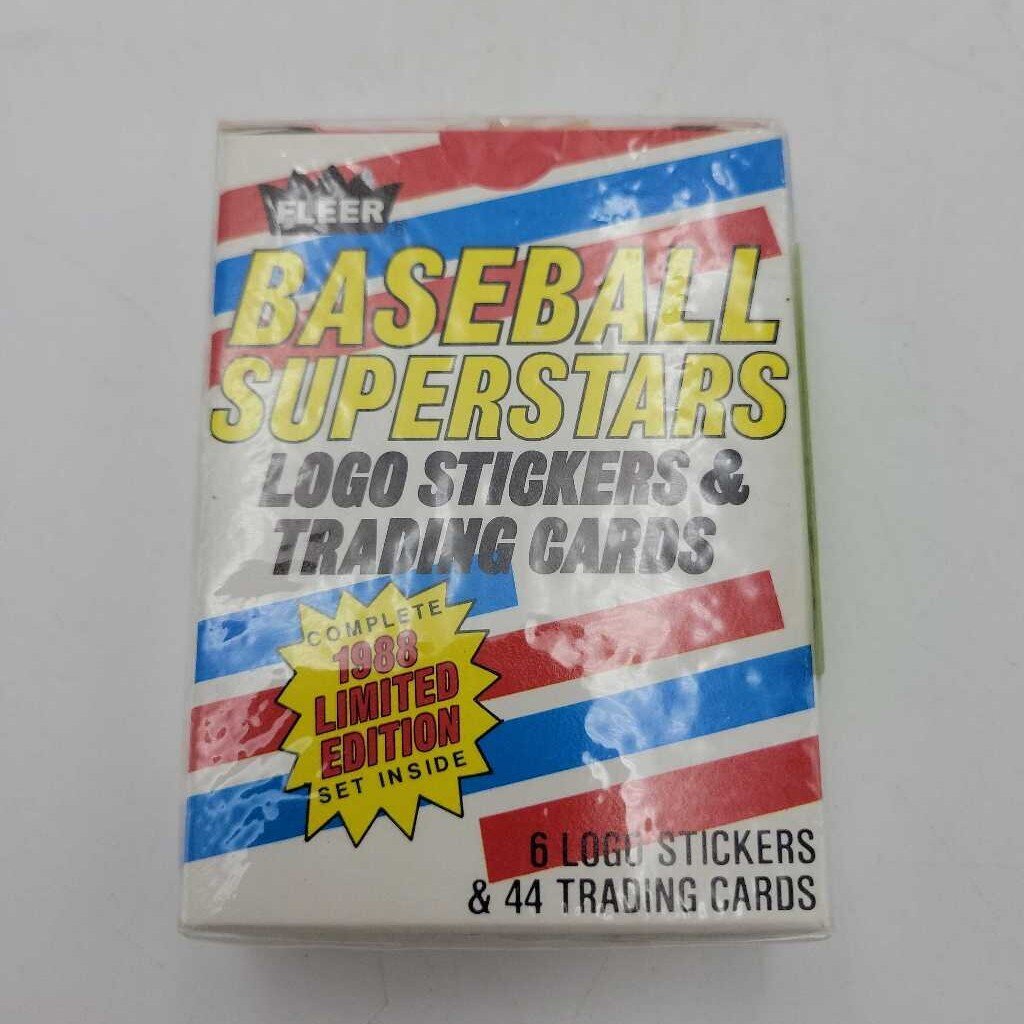 FLEER
BASEBALL
SUPERSTARS
LOGO STICKERS &
TRADING CARDS
COMPLETE
1988
LIMITED
EDITION
SET INSIDE
6 LOGO STICKERS
& 44 TRADING CARDS